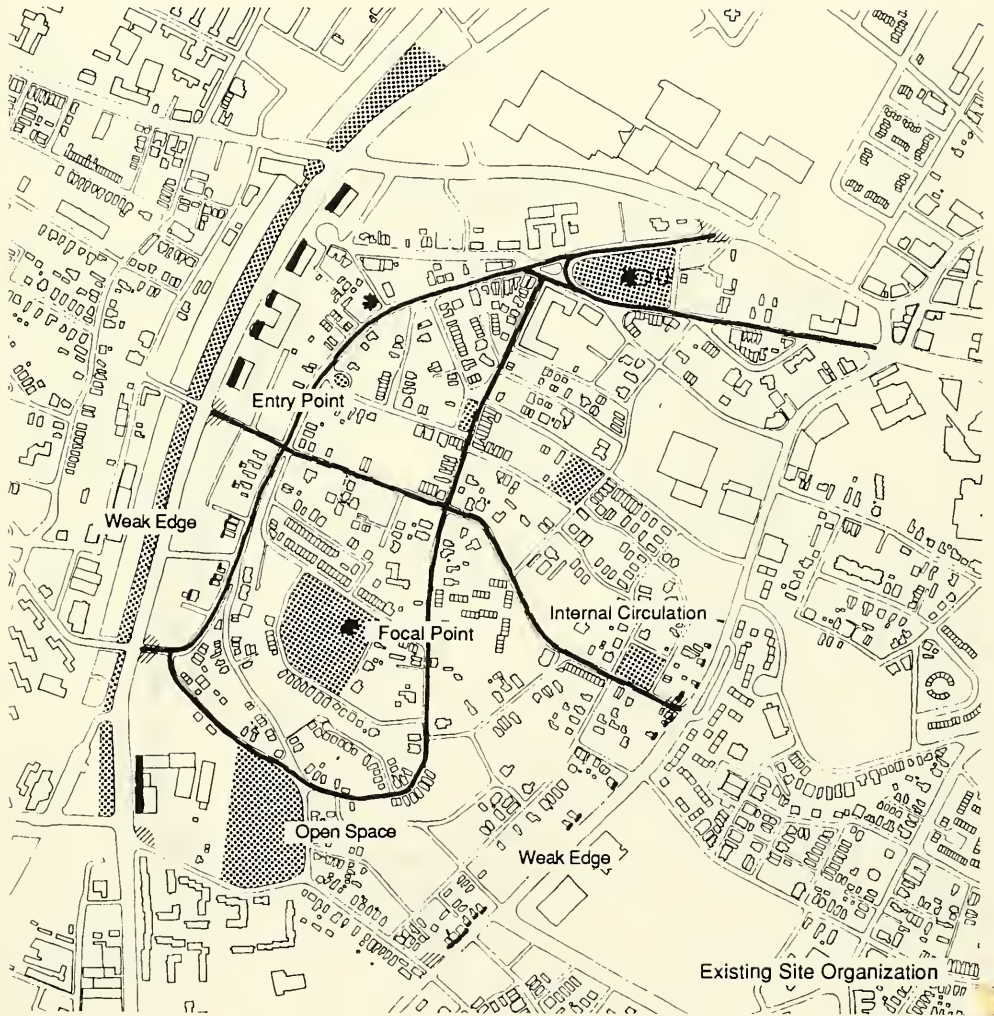 Entry Point
Weak Edge
Internal Circulation
Focal Point
Open Space
Weak Edge
Existing Site Organization